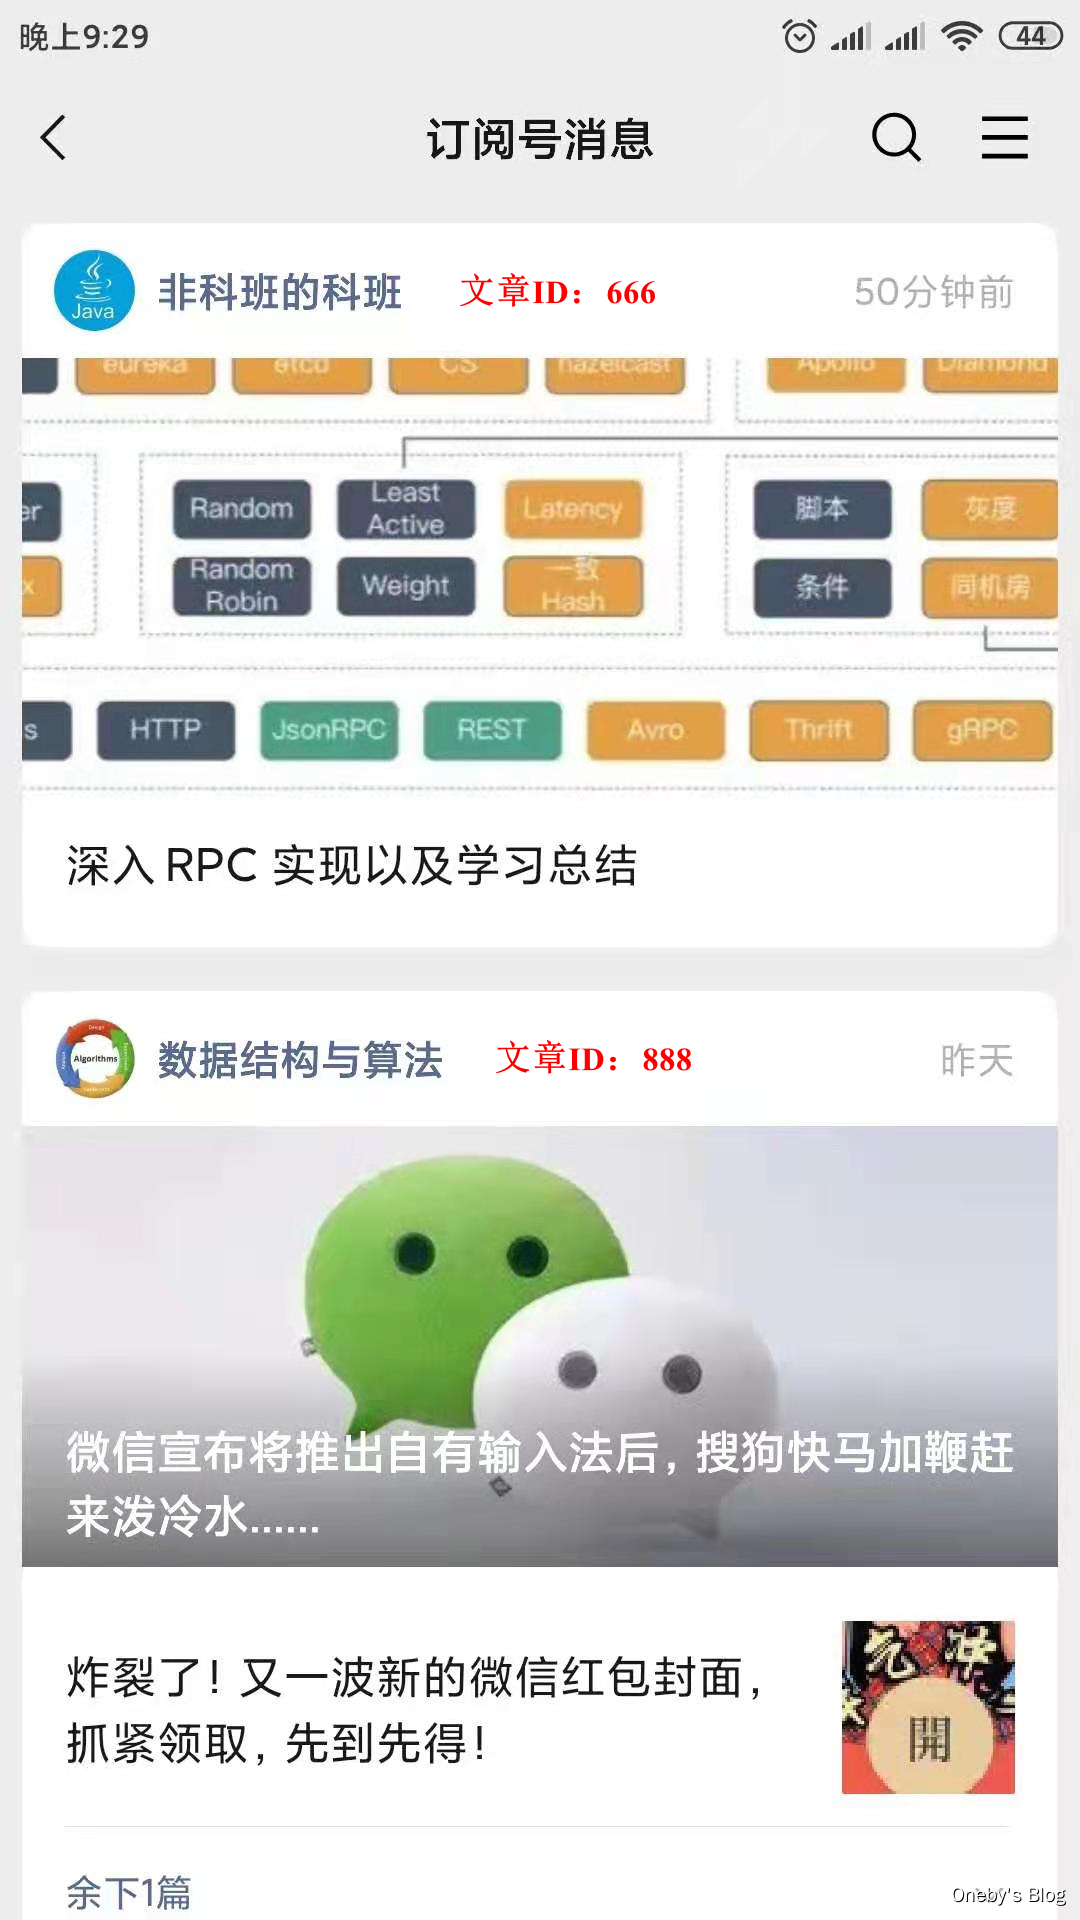 晚上9:29
44
订阅号消息
Java
非科班的科班
文章ID：666
50分钟前
eureka etcd CS hazelcast Apollo Diamond
Random Least Active Latency 脚本 灰度
Random Robin Weight 一致 Hash 条件 同机房
HTTP JsonRPC REST Avro Thrift gRPC
深入 RPC 实现以及学习总结
Algorithms
数据结构与算法
文章ID：888
昨天
微信宣布将推出自有输入法后，搜狗快马加鞭赶
来泼冷水......
炸裂了！又一波新的微信红包封面，
抓紧领取，先到先得！
開
余下1篇
Oneby's Blog